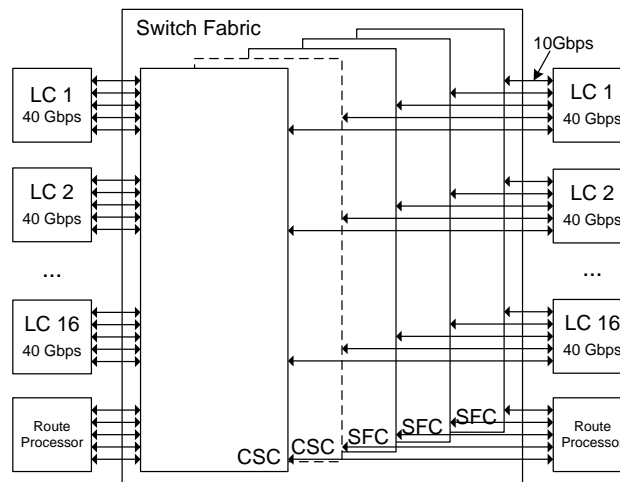 Switch Fabric
10Gbps
LC 1
40 Gbps
LC 1
40 Gbps
LC 2
40 Gbps
LC 2
40 Gbps
...
...
LC 16
40 Gbps
LC 16
40 Gbps
Route
Processor
Route
Processor
CSC
CSC
SFC
SFC
SFC